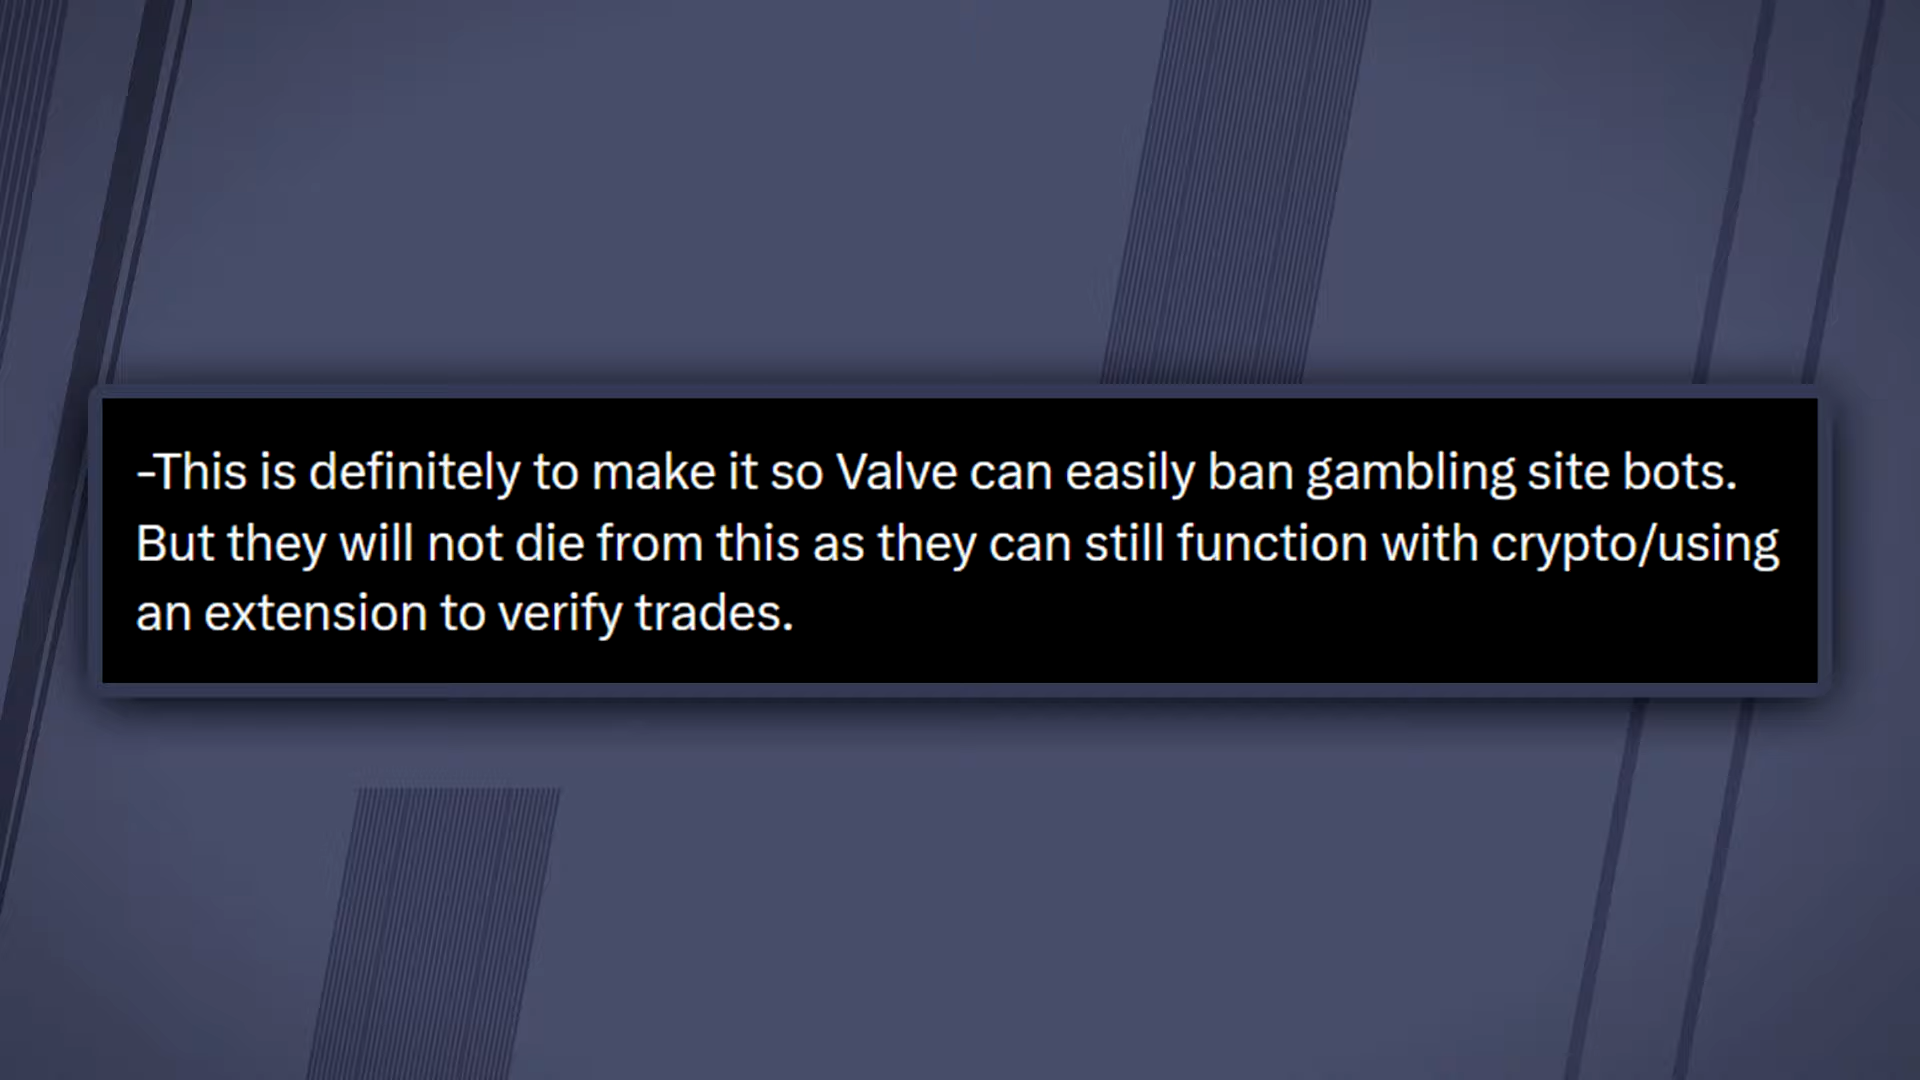 -This is definitely to make it so Valve can easily ban gambling site bots.
But they will not die from this as they can still function with crypto/using
an extension to verify trades.